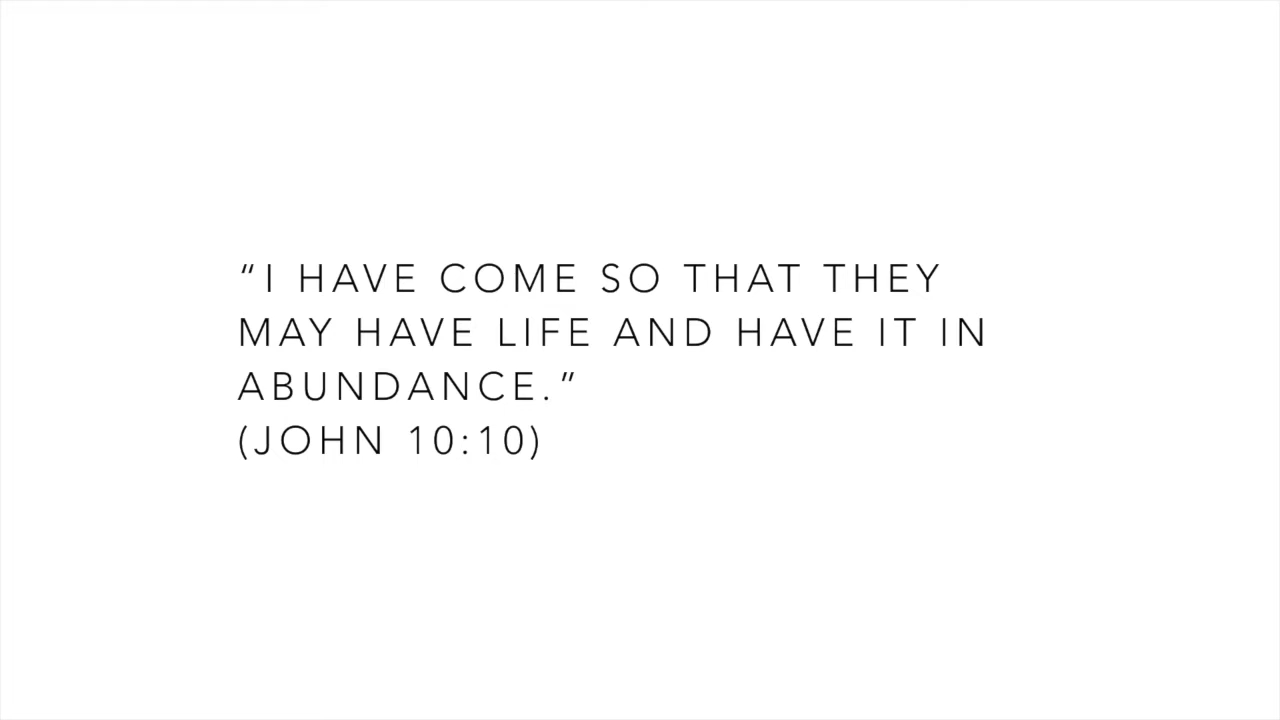 “I HAVE COME SO THAT THEY
MAY HAVE LIFE AND HAVE IT IN
ABUNDANCE.”
(JOHN 10:10)